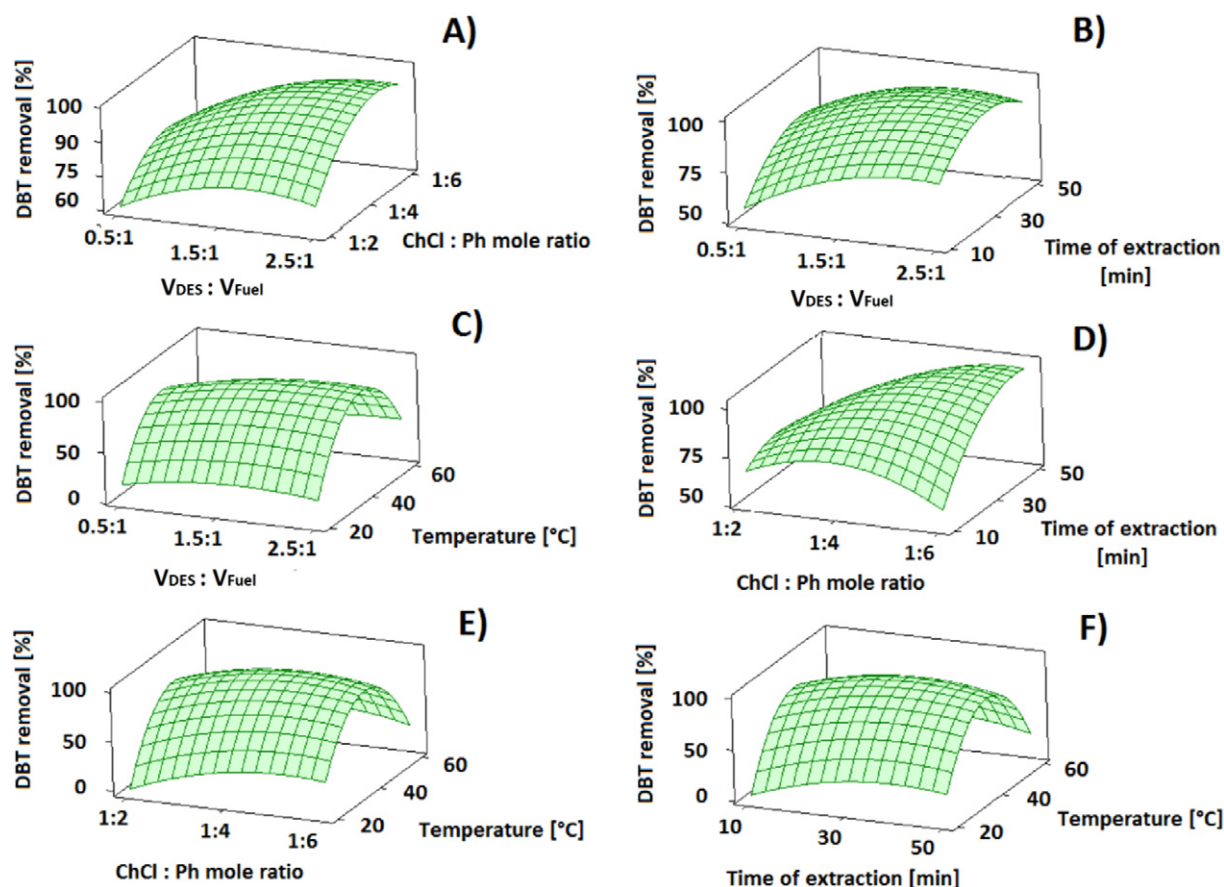 A)
DBT removal [%]
100
90
75
60
0.5:1
1.5:1
2.5:1
VDES : VFuel
1:2
1:4
1:6
ChCl : Ph mole ratio
B)
DBT removal [%]
100
75
50
0.5:1
1.5:1
2.5:1
VDES : VFuel
10
30
50
Time of extraction
[min]
C)
DBT removal [%]
100
50
0
0.5:1
1.5:1
2.5:1
VDES : VFuel
20
40
60
Temperature [°C]
D)
DBT removal [%]
100
75
50
1:2
1:4
1:6
ChCl : Ph mole ratio
10
30
50
Time of extraction
[min]
E)
DBT removal [%]
100
50
0
1:2
1:4
1:6
ChCl : Ph mole ratio
20
40
60
Temperature [°C]
F)
DBT removal [%]
100
50
0
10
30
50
Time of extraction [min]
20
40
60
Temperature [°C]